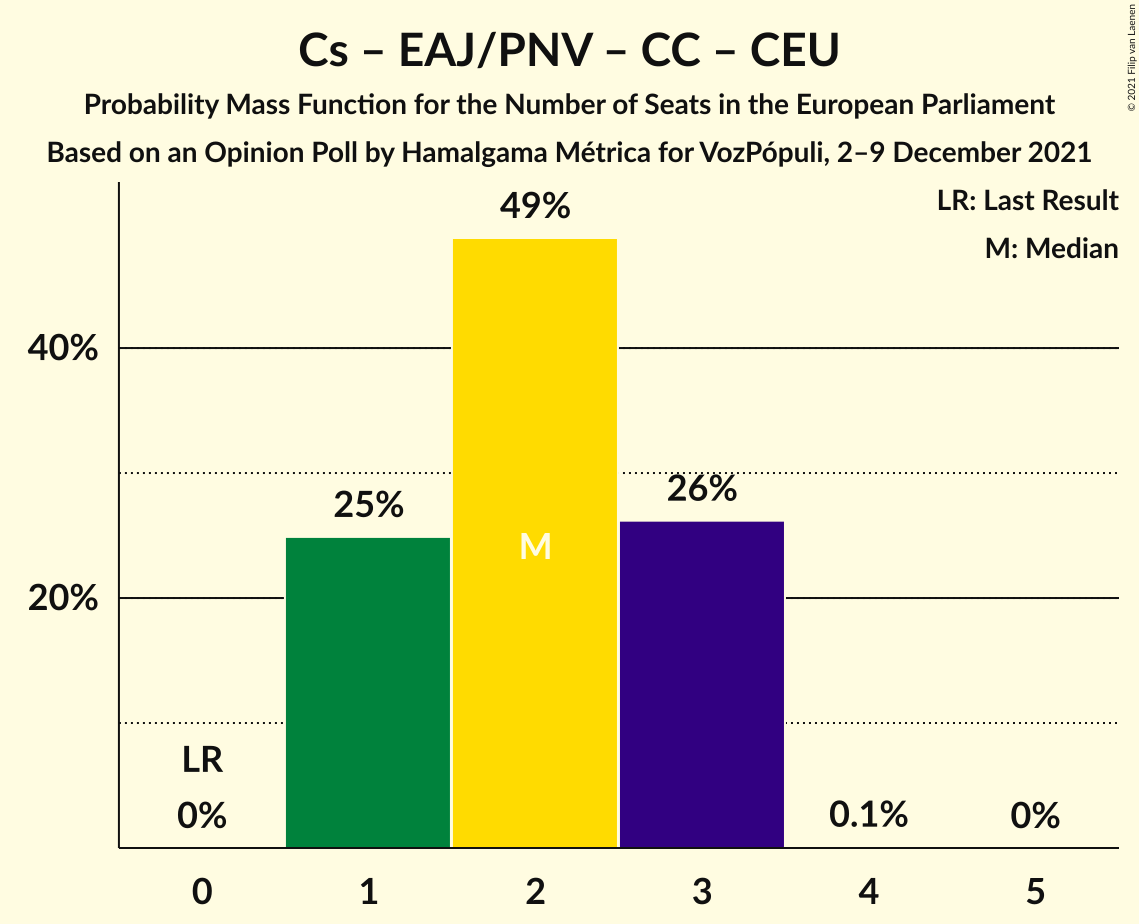 Cs – EAJ/PNV – CC – CEU
Probability Mass Function for the Number of Seats in the European Parliament
Based on an Opinion Poll by Hamalgama Métrica for VozPópuli, 2–9 December 2021
© 2021 Filip van Laenen
LR: Last Result
M: Median
49%
40%
26%
25%
M
20%
LR
0%
0.1%
0%
0 1 2 3 4 5